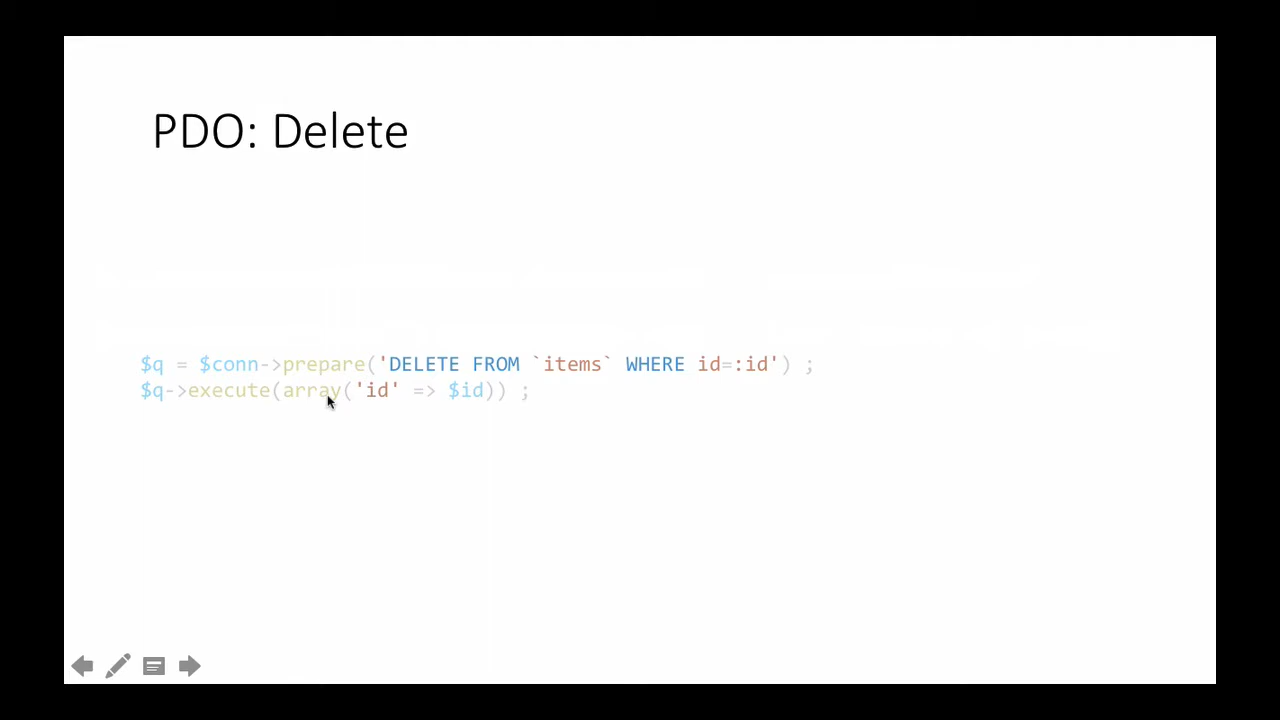 PDO: Delete
$q = $conn->prepare('DELETE FROM `items` WHERE id=:id') ;
$q->execute(array('id' => $id)) ;